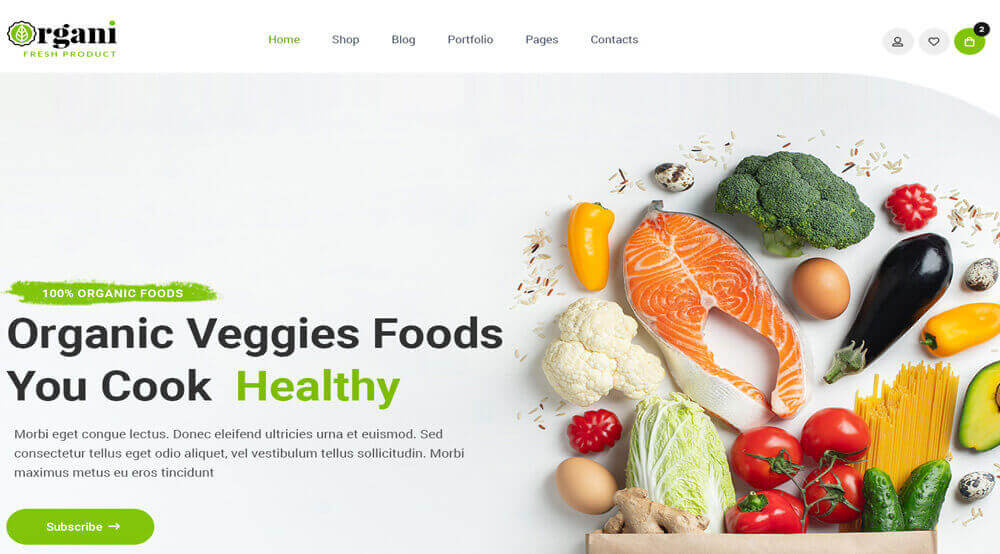 Organi
FRESH PRODUCT
Home Shop Blog Portfolio Pages Contacts
2
100% ORGANIC FOODS
Organic Veggies Foods
You Cook Healthy
Morbi eget congue lectus. Donec eleifend ultricies urna et euismod. Sed
consectetur tellus eget odio aliquet, vel vestibulum tellus sollicitudin. Morbi
maximus metus eu eros tincidunt
Subscribe →